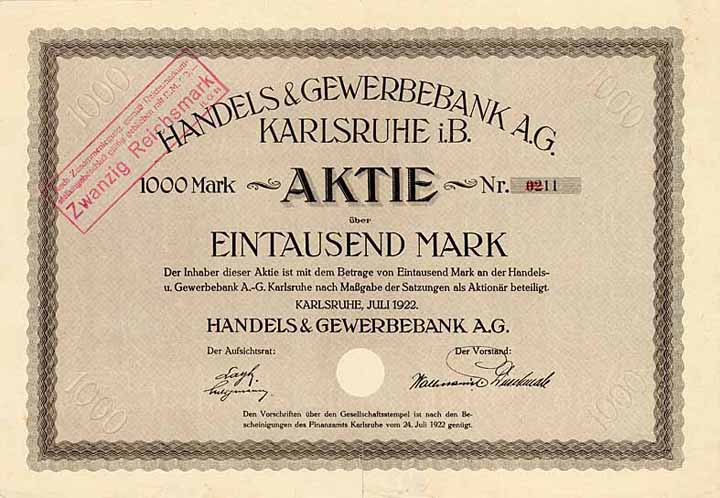 1000
1000
HANDELS & GEWERBEBANK A.G.
KARLSRUHE i.B.
Zwanzig Reichsmark
1000 MARK AKTIE Nr. 0211
über
EINTAUSEND MARK
Der Inhaber dieser Aktie ist mit dem Betrage von Eintausend Mark an der Handels-
u. Gewerbebank A.-G. Karlsruhe nach Maßgabe der Satzungen als Aktionär beteiligt.
KARLSRUHE, JULI 1922.
HANDELS & GEWERBEBANK A.G.
Der Aufsichtsrat: Der Vorstand:
1000
1000
Den Vorschriften über den Gesellschaftsstempel ist nach den Be-
scheinigungen des Finanzamts Karlsruhe vom 24. Juli 1922 genügt.